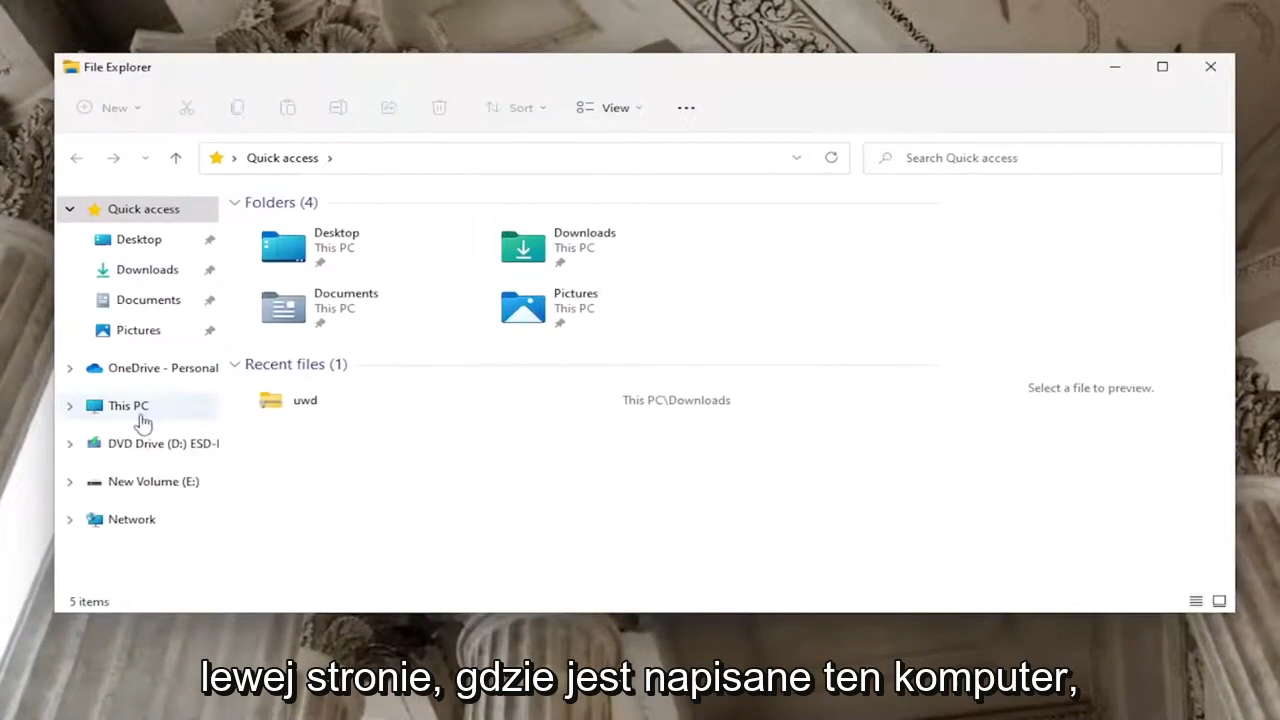 File Explorer
New
Sort
View
Quick access
Search Quick access
Quick access
Desktop
Downloads
Documents
Pictures
OneDrive - Personal
This PC
DVD Drive (D:) ESD-I
New Volume (E:)
Network
Folders (4)
Desktop
This PC
Downloads
This PC
Documents
This PC
Pictures
This PC
Recent files (1)
uwd
This PC\Downloads
Select a file to preview.
5 items
lewej stronie, gdzie jest napisane ten komputer,